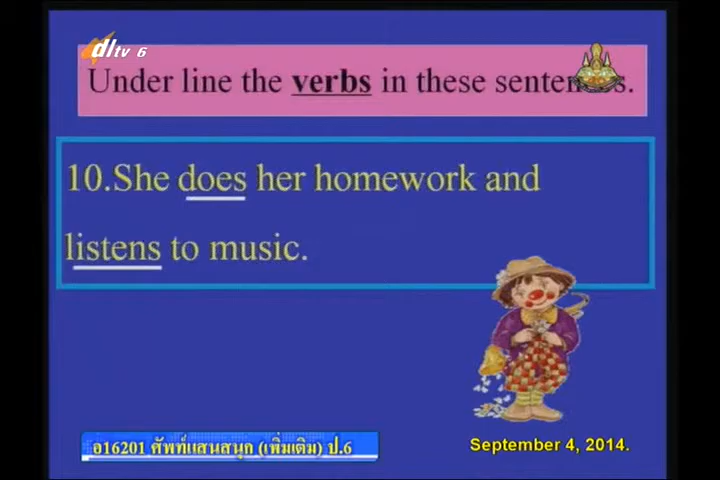 dltv 6
Under line the verbs in these sentences.
10.She does her homework and
listens to music.
อ16201 ศัพท์แสนสนุก (เพิ่มเติม) ป.6
September 4, 2014.